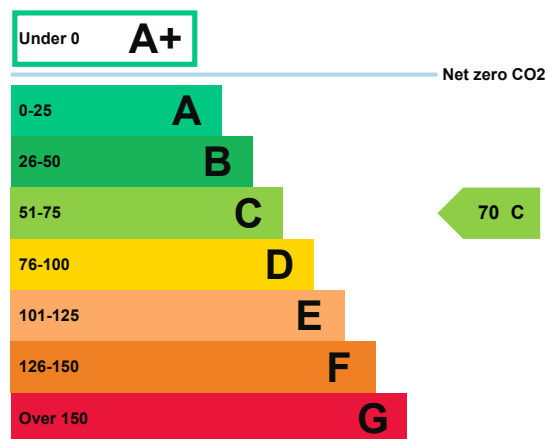 Under 0 A+
Net zero CO2
0-25 A
26-50 B
51-75 C
70 C
76-100 D
101-125 E
126-150 F
Over 150 G